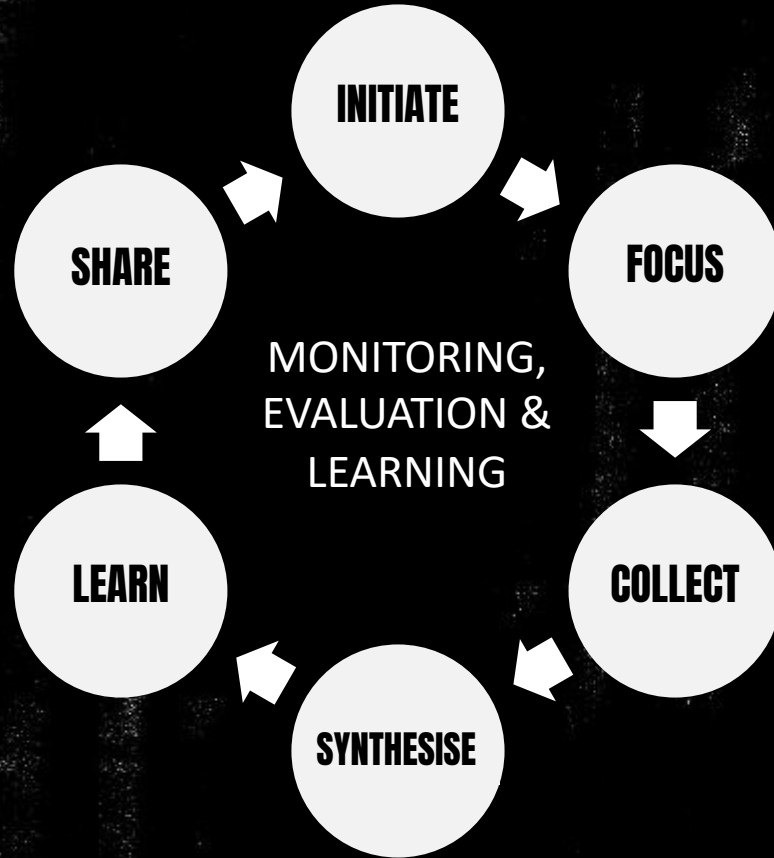 INITIATE
FOCUS
COLLECT
SYNTHESISE
LEARN
SHARE
MONITORING,
EVALUATION &
LEARNING